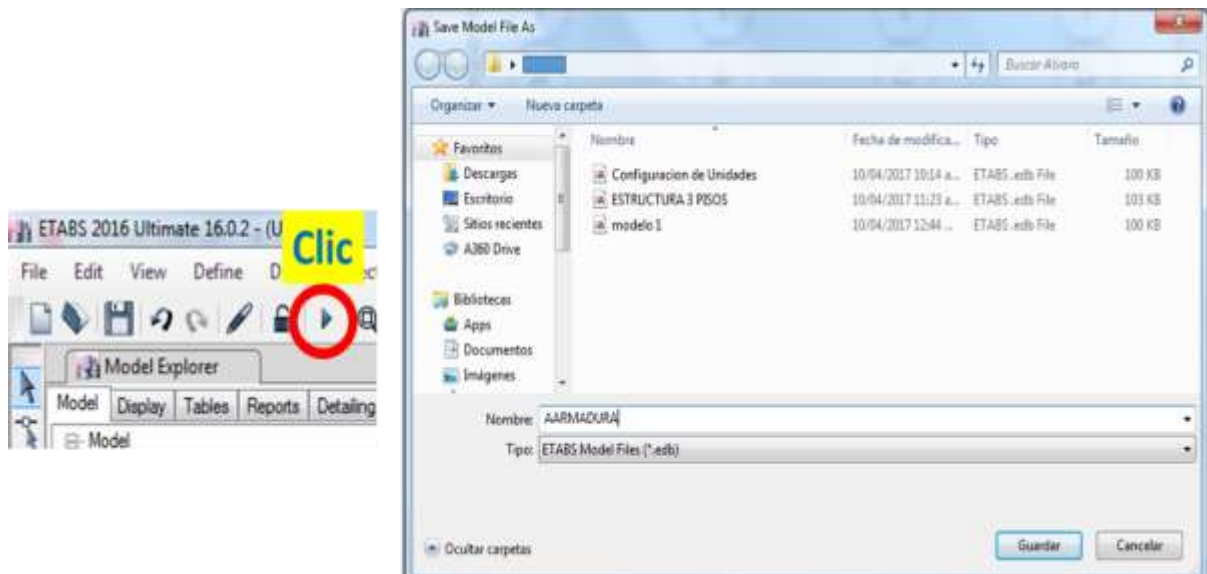 ETABS 2016 Ultimate 16.0.2 - (U
Clic
File Edit View Define D
Model Explorer
Model Display Tables Reports Detailing
Model
Save Model File As
Organizar Nueva carpeta
Nombre Fecha de modifica... Tipo Tamaño
Favoritos
Descargas
Escritorio
Sitios recientes
A360 Drive
Bibliotecas
Apps
Documentos
Imágenes
Configuracion de Unidades 10/04/2017 10:14 a... ETABS .edb File 100 KB
ESTRUCTURA 3 PISOS 10/04/2017 11:23 a... ETABS .edb File 103 KB
modelo 1 10/04/2017 12:44 ... ETABS .edb File 100 KB
Nombre: AARMADURA
Tipo: ETABS Model Files (*.edb)
Ocultar carpetas Guardar Cancelar